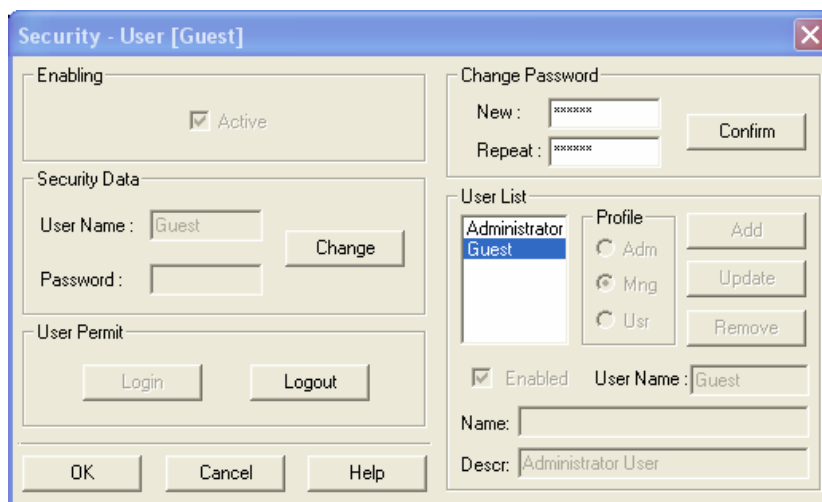 Security - User [Guest]
Enabling
Active
Security Data
User Name : Guest
Password :
Change
User Permit
Login
Logout
OK
Cancel
Help
Change Password
New : ******
Repeat : ******
Confirm
User List
Administrator
Guest
Profile
Adm
Mng
Usr
Add
Update
Remove
Enabled
User Name : Guest
Name:
Descr: Administrator User